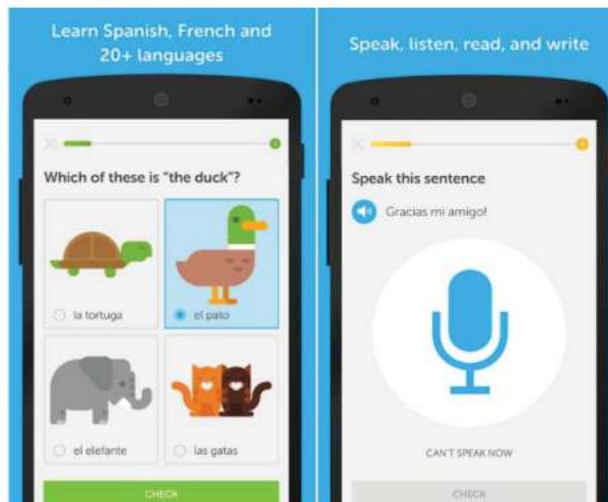 Learn Spanish, French and
20+ languages
Which of these is "the duck"?
la tortuga
el pato
el elefante
las gatas
CHECK
Speak, listen, read, and write
Speak this sentence
Gracias mi amigo!
CAN'T SPEAK NOW
CHECK